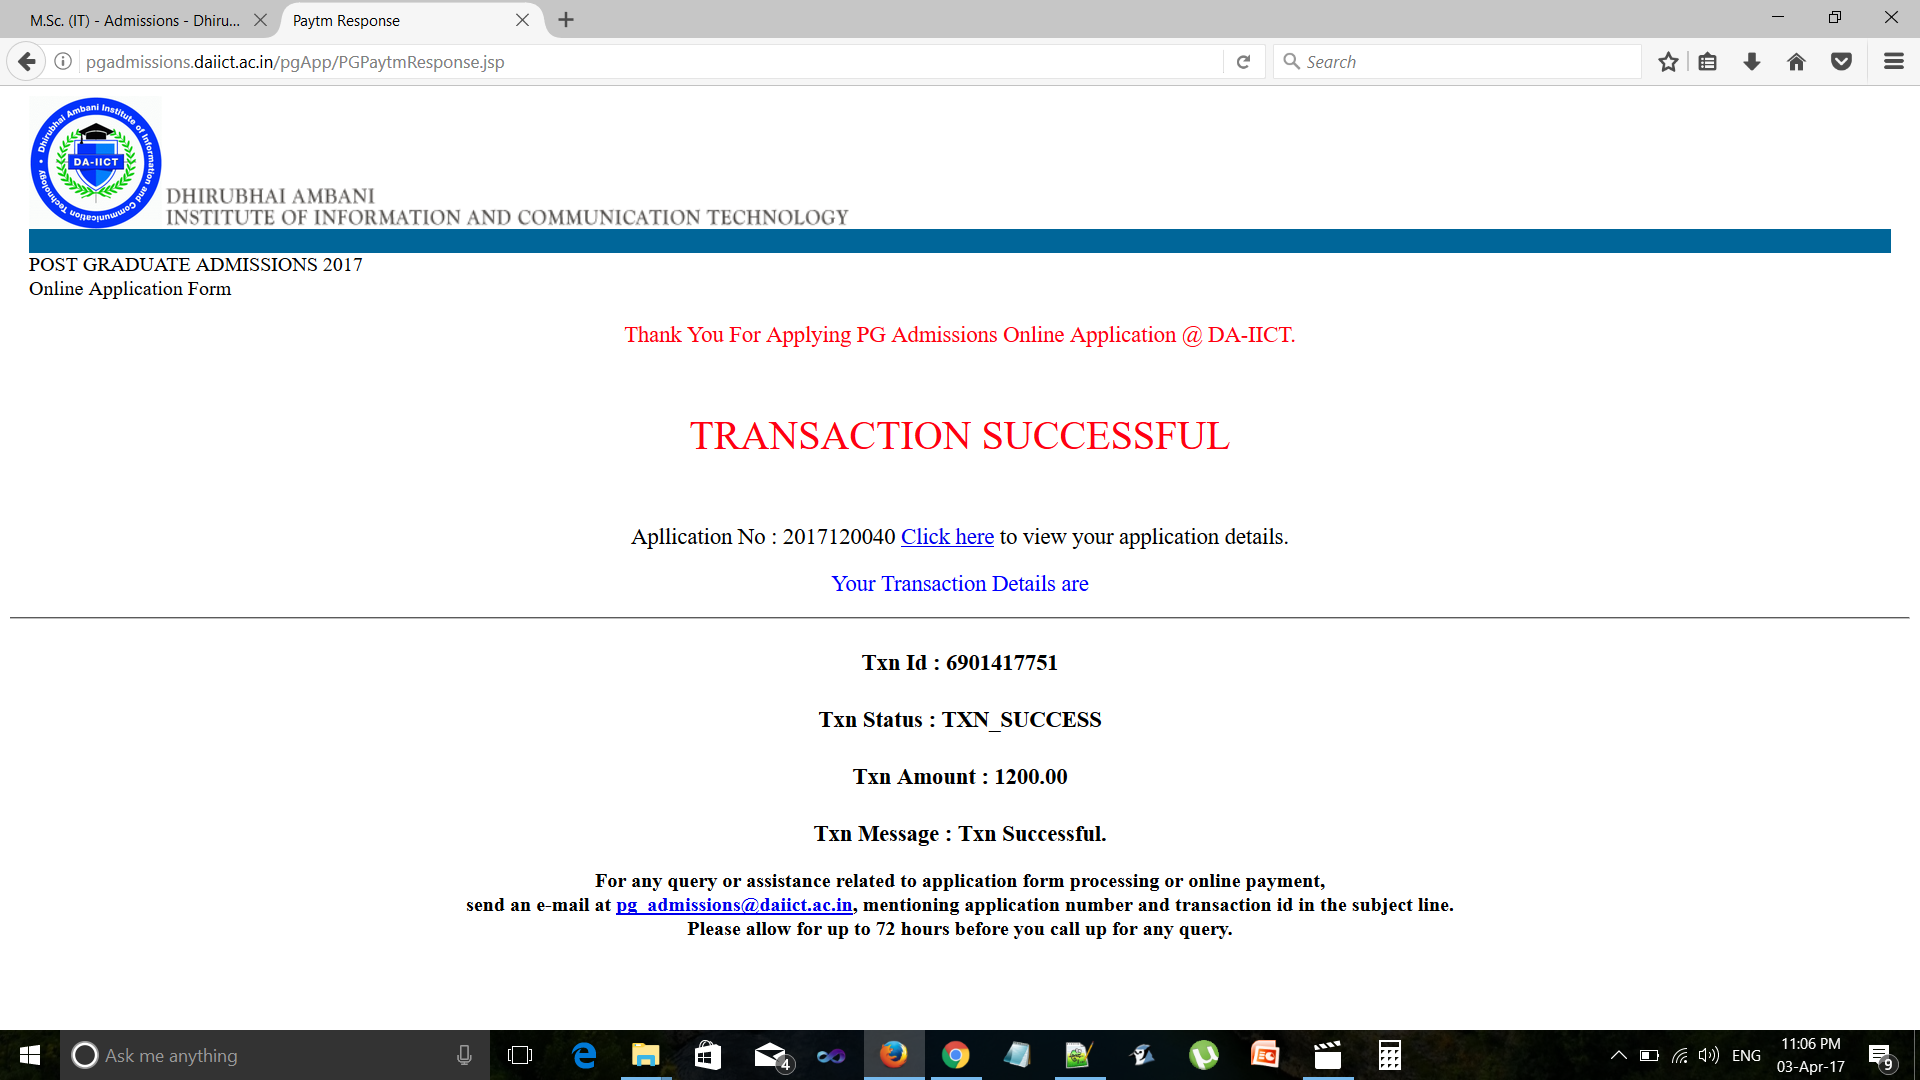 M.Sc. (IT) - Admissions - Dhiru...
Paytm Response
pgadmissions.daiict.ac.in/pgApp/PGPaytmResponse.jsp
Search
Dhirubhai Ambani Institute of Information and Communication Technology
DA-IICT
DHIRUBHAI AMBANI
INSTITUTE OF INFORMATION AND COMMUNICATION TECHNOLOGY
POST GRADUATE ADMISSIONS 2017
Online Application Form
Thank You For Applying PG Admissions Online Application @ DA-IICT.
TRANSACTION SUCCESSFUL
Apllication No : 2017120040 Click here to view your application details.
Your Transaction Details are
Txn Id : 6901417751
Txn Status : TXN_SUCCESS
Txn Amount : 1200.00
Txn Message : Txn Successful.
For any query or assistance related to application form processing or online payment,
send an e-mail at pg_admissions@daiict.ac.in, mentioning application number and transaction id in the subject line.
Please allow for up to 72 hours before you call up for any query.
Ask me anything
4
ENG
11:06 PM
03-Apr-17
9